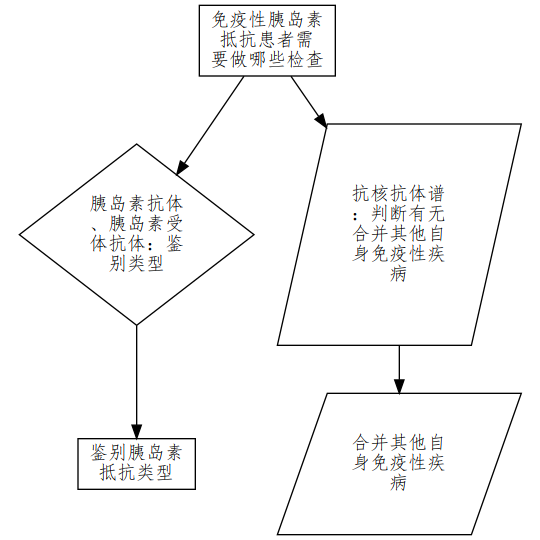 免疫性胰岛素
抵抗患者需
要做哪些检查
胰岛素抗体
、胰岛素受
体抗体：鉴
别类型
抗核抗体谱
：判断有无
合并其他自
身免疫性疾
病
鉴别胰岛素
抵抗类型
合并其他自
身免疫性疾
病